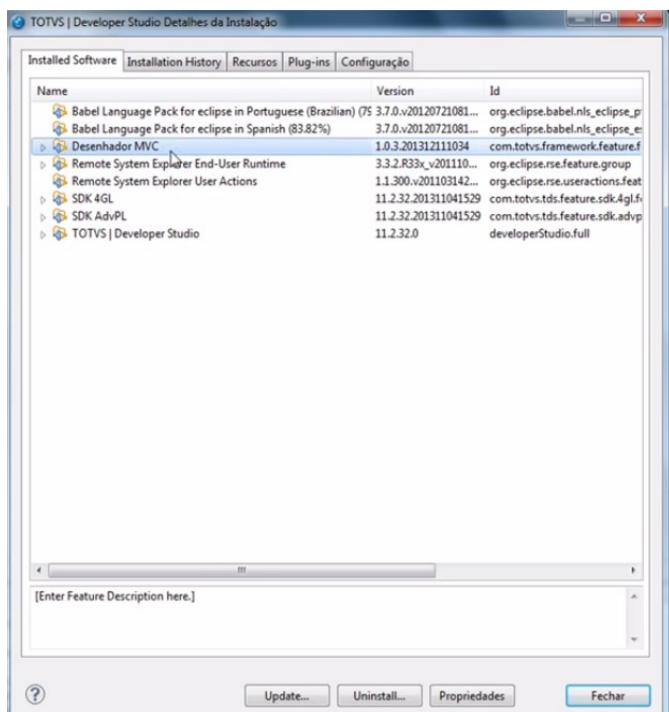 TOTVS | Developer Studio Detalhes da Instalação
Installed Software Installation History Recursos Plug-ins Configuração
Name Version Id
Babel Language Pack for eclipse in Portuguese (Brazilian) (75 3.7.0.v20120721081... org.eclipse.babel.nls_eclipse_p
Babel Language Pack for eclipse in Spanish (83.82%) 3.7.0.v20120721081... org.eclipse.babel.nls_eclipse_e
Desenhador MVC 1.0.3.201312111034 com.totvs.framework.feature.f
Remote System Explorer End-User Runtime 3.3.2.R33x_v201110... org.eclipse.rse.feature.group
Remote System Explorer User Actions 1.1.300.v201103142... org.eclipse.rse.useractions.feat
SDK 4GL 11.2.32.201311041529 com.totvs.tds.feature.sdk.4gl.f
SDK AdvPL 11.2.32.201311041529 com.totvs.tds.feature.sdk.advp
TOTVS | Developer Studio 11.2.32.0 developerStudio.full
[Enter Feature Description here.]
Update... Uninstall... Propriedades Fechar